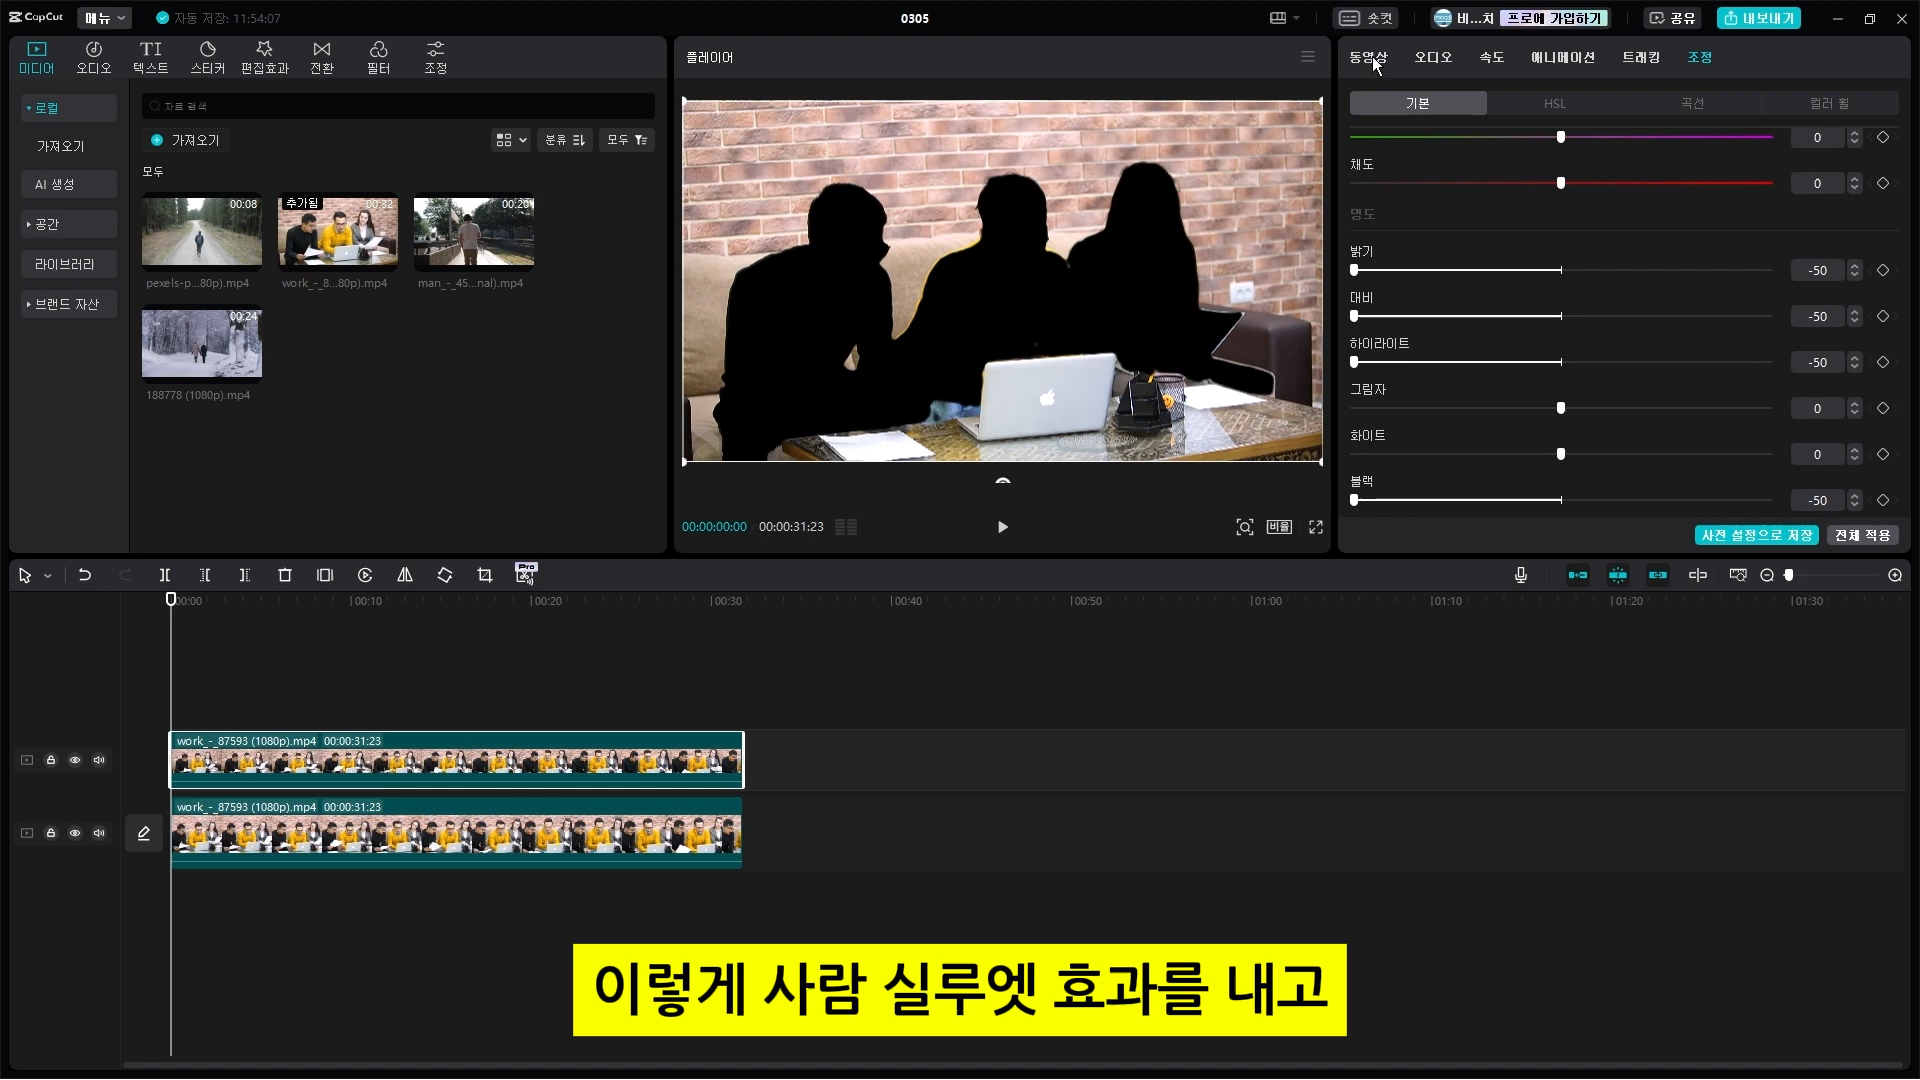 CapCut
메뉴
자동 저장: 11:54:07
0305
숏컷
비...치
프로에 가입하기
공유
내보내기
미디어
오디오
텍스트
스티커
편집효과
전환
필터
조정
로컬
가져오기
AI 생성
공간
라이브러리
브랜드 자산
자료 검색
가져오기
분류
모두
모두
00:08
pexels-p...80p).mp4
추가됨
00:32
work_-_8...80p).mp4
00:20
man_-_45...nal).mp4
00:24
188778 (1080p).mp4
플레이어
00:00:00:00
00:00:31:23
비율
동영상
오디오
속도
애니메이션
트래킹
조정
기본
HSL
곡선
컬러 휠
0
채도
0
명도
밝기
-50
대비
-50
하이라이트
-50
그림자
0
화이트
0
블랙
-50
사전 설정으로 저장
전체 적용
Pro
00:00
00:10
00:20
00:30
00:40
00:50
01:00
01:10
01:20
01:30
work_-_87593 (1080p).mp4 00:00:31:23
work_-_87593 (1080p).mp4 00:00:31:23
이렇게 사람 실루엣 효과를 내고